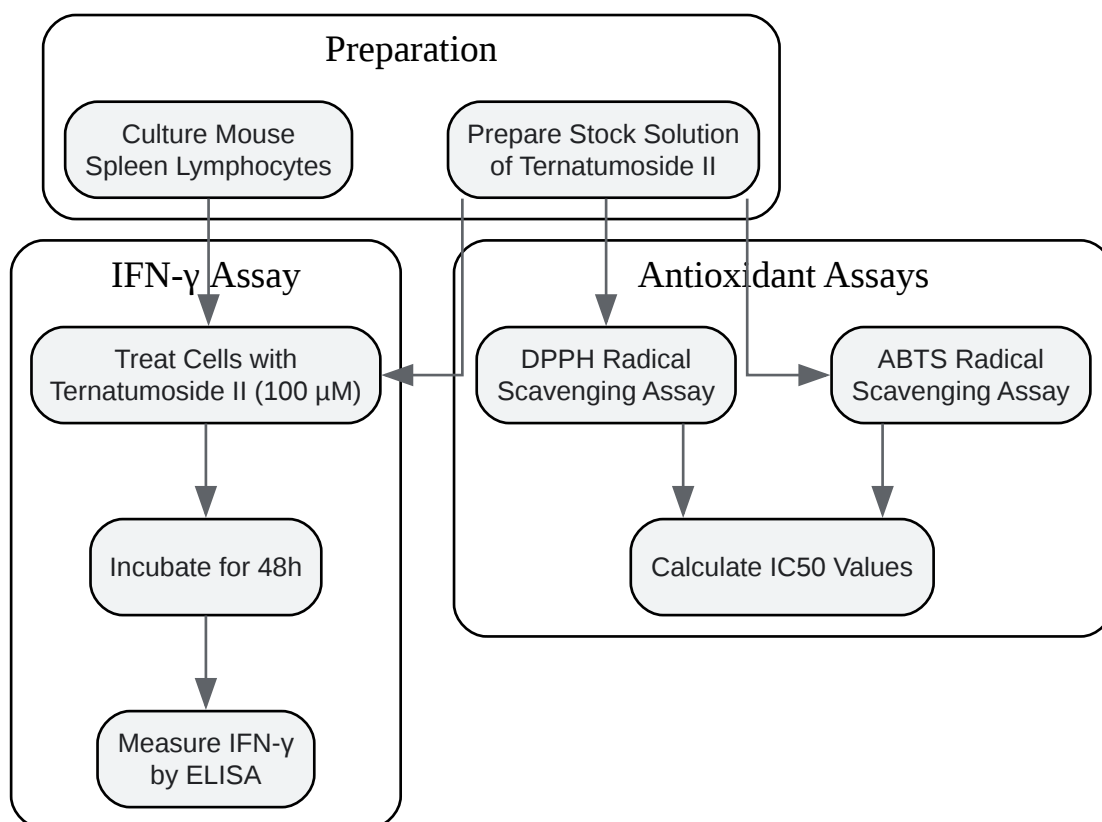 Preparation
Culture Mouse
Spleen Lymphocytes
Prepare Stock Solution
of Ternatumoside II
IFN-γ Assay
Treat Cells with
Ternatumoside II (100 µM)
Incubate for 48h
Measure IFN-γ
by ELISA
Antioxidant Assays
DPPH Radical
Scavenging Assay
ABTS Radical
Scavenging Assay
Calculate IC50 Values